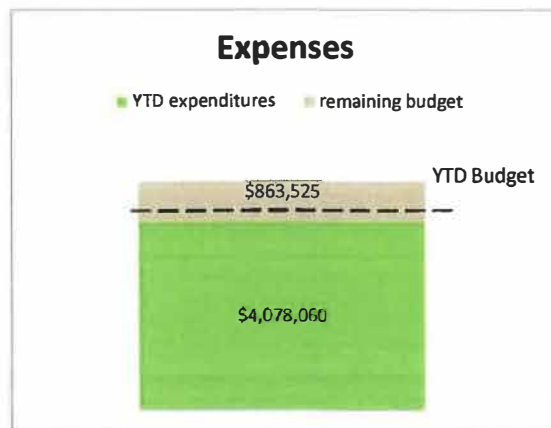 Expenses
YTD expenditures remaining budget
YTD Budget
$863,525
$4,078,060